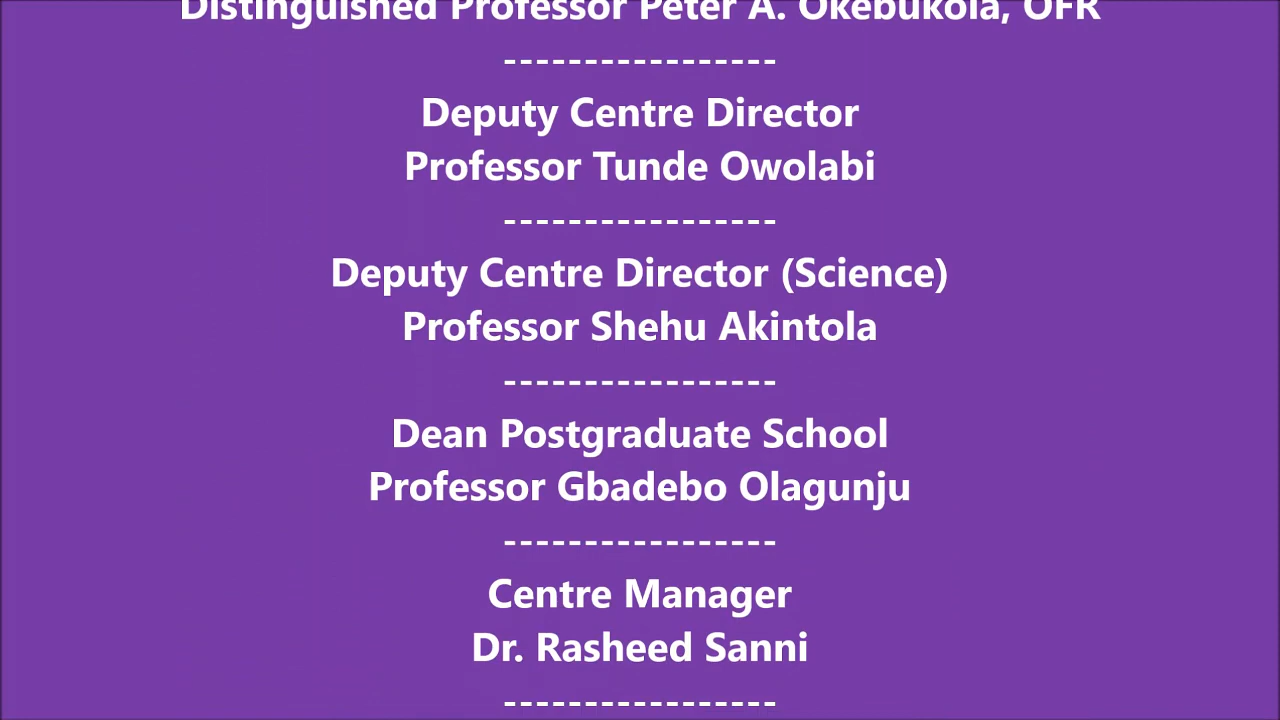 Distinguished Professor Peter A. Okebukola, OFR
-----------------
Deputy Centre Director
Professor Tunde Owolabi
-----------------
Deputy Centre Director (Science)
Professor Shehu Akintola
-----------------
Dean Postgraduate School
Professor Gbadebo Olagunju
-----------------
Centre Manager
Dr. Rasheed Sanni
-----------------